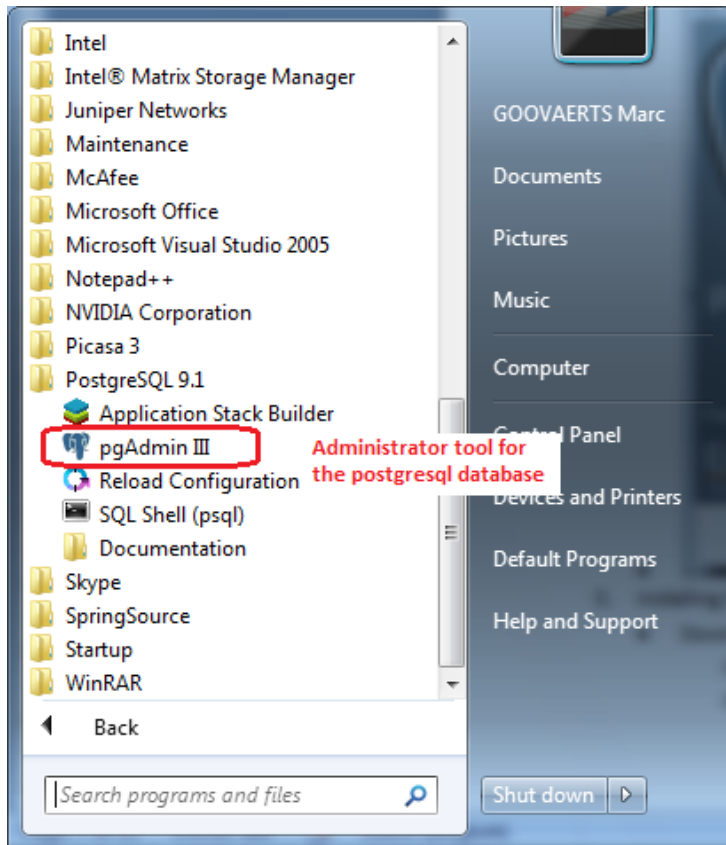 Intel
Intel® Matrix Storage Manager
Juniper Networks
Maintenance
McAfee
Microsoft Office
Microsoft Visual Studio 2005
Notepad++
NVIDIA Corporation
Picasa 3
PostgreSQL 9.1
Application Stack Builder
pgAdmin III
Reload Configuration
SQL Shell (psql)
Documentation
Skype
SpringSource
Startup
WinRAR
Back
Search programs and files
Administrator tool for
the postgresql database
GOOVAERTS Marc
Documents
Pictures
Music
Computer
Control Panel
Devices and Printers
Default Programs
Help and Support
Shut down